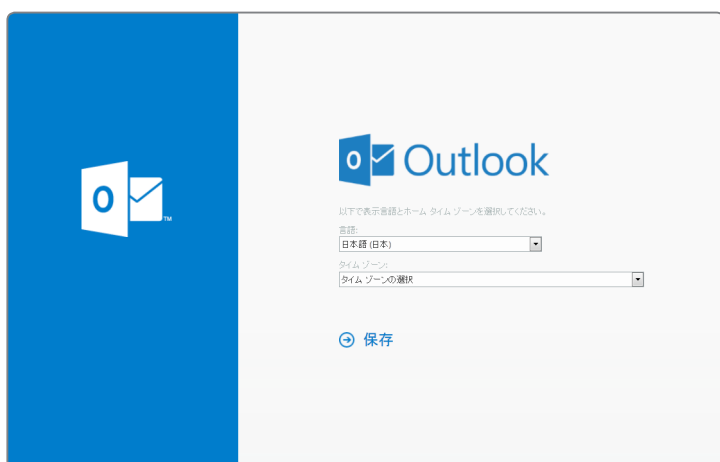 O
TM
O Outlook
以下で表示言語とホーム タイム ゾーンを選択してください。
言語:
日本語 (日本)
タイム ゾーン:
タイム ゾーンの選択
保存